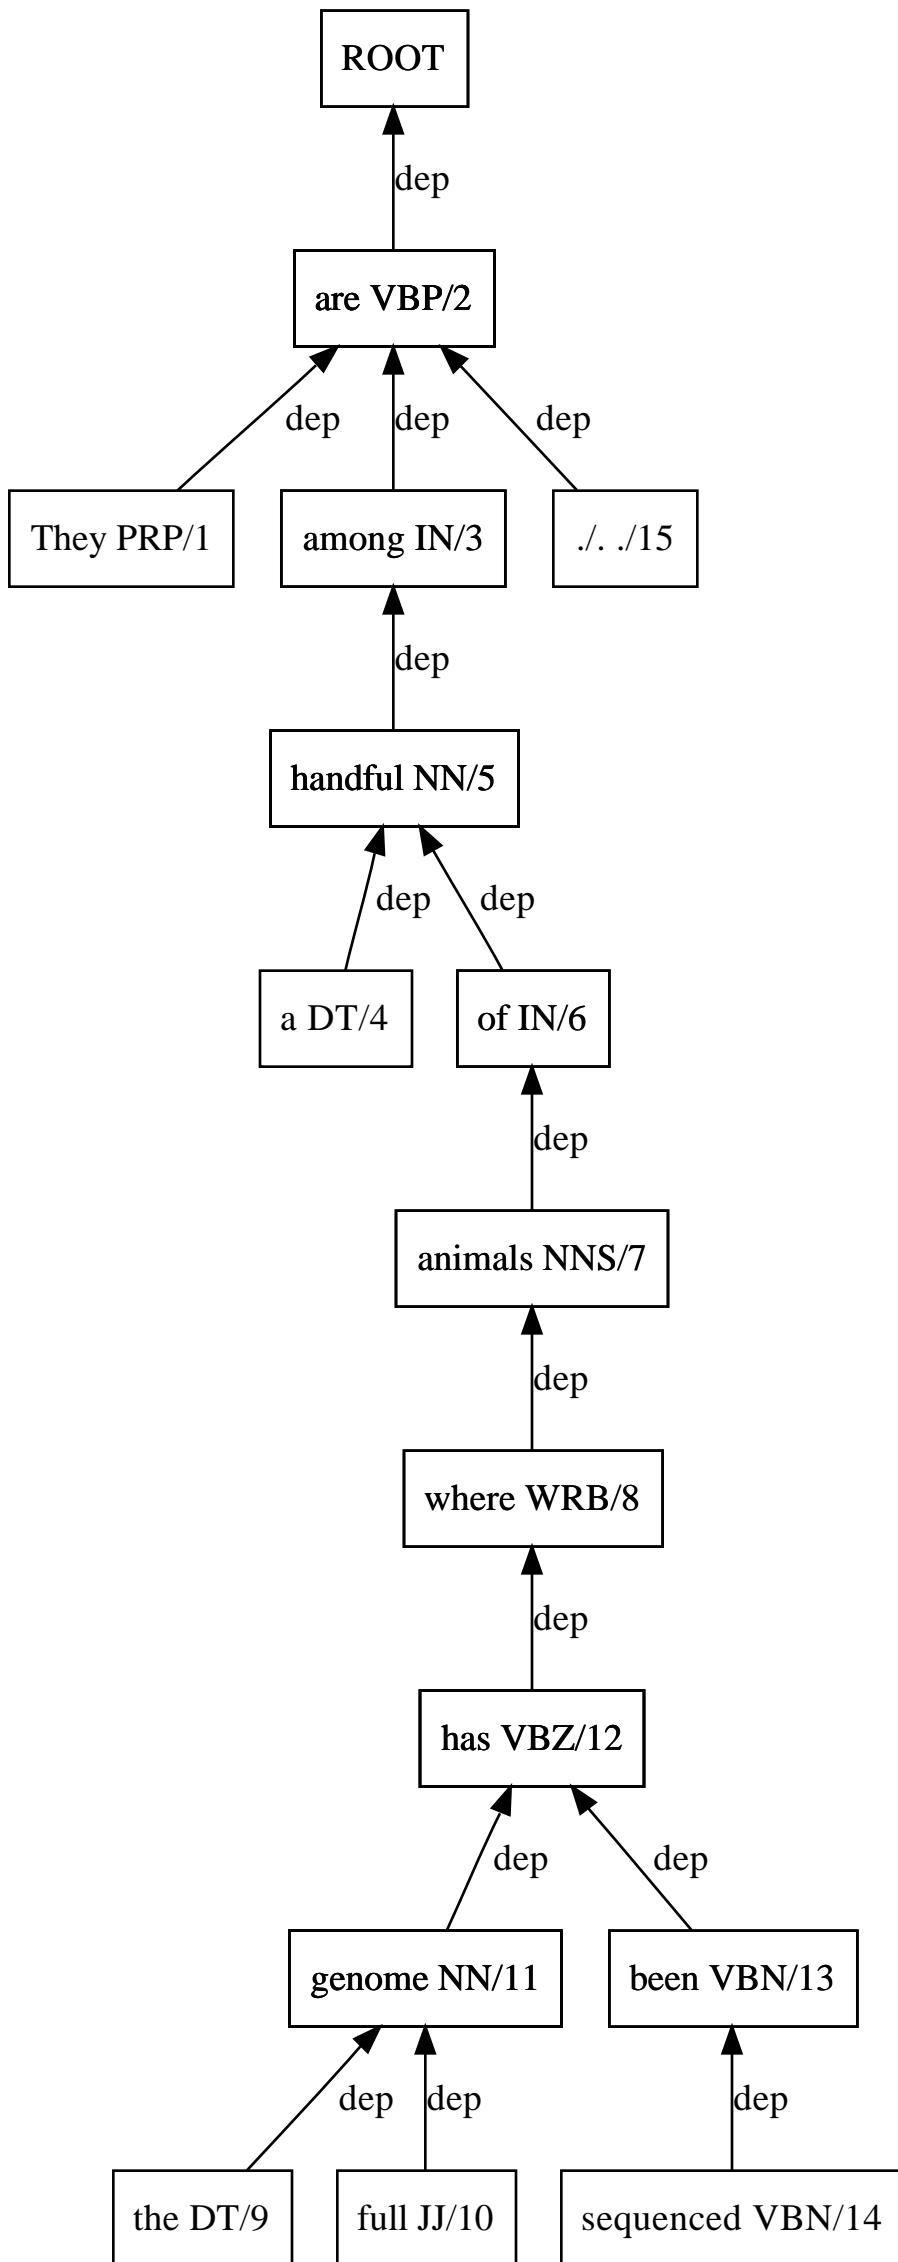 ROOT
dep
are VBP/2
dep dep dep
They PRP/1 among IN/3 ./. ./15
dep
handful NN/5
dep dep
a DT/4 of IN/6
dep
animals NNS/7
dep
where WRB/8
dep
has VBZ/12
dep dep
genome NN/11 been VBN/13
dep dep dep
the DT/9 full JJ/10 sequenced VBN/14